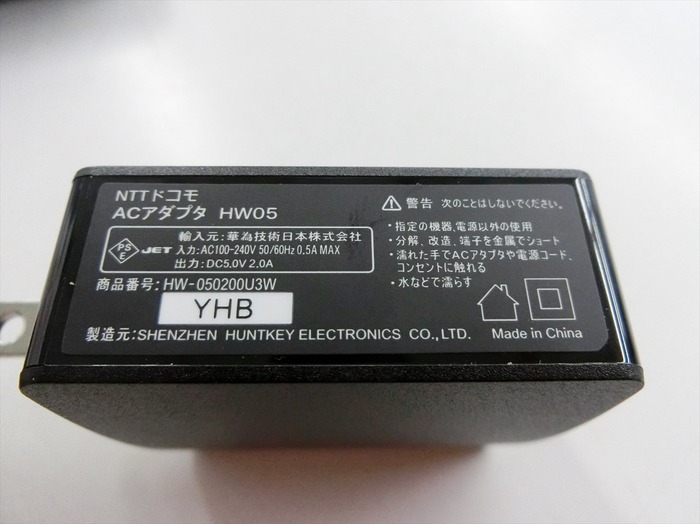 NTTドコモ
ACアダプタ HW05
PS
E
JET
輸入元:華為技術日本株式会社
入力:AC100-240V 50/60Hz 0.5A MAX
出力:DC5.0V 2.0A
商品番号:HW-050200U3W
YHB
製造元:SHENZHEN HUNTKEY ELECTRONICS CO.,LTD.
警告 次のことはしないでください。
・指定の機器,電源以外の使用
・分解、改造、端子を金属でショート
・濡れた手でACアダプタや電源コード、
コンセントに触れる
・水などで濡らす
Made in China